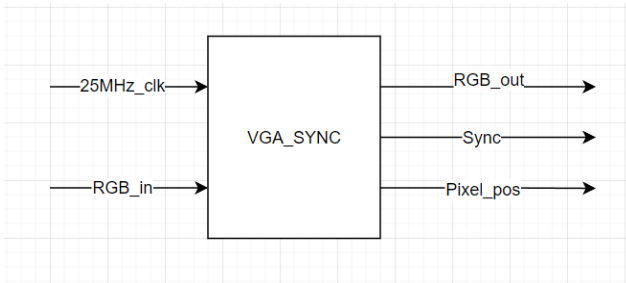 25MHz_clk
RGB_in
VGA_SYNC
RGB_out
Sync
Pixel_pos